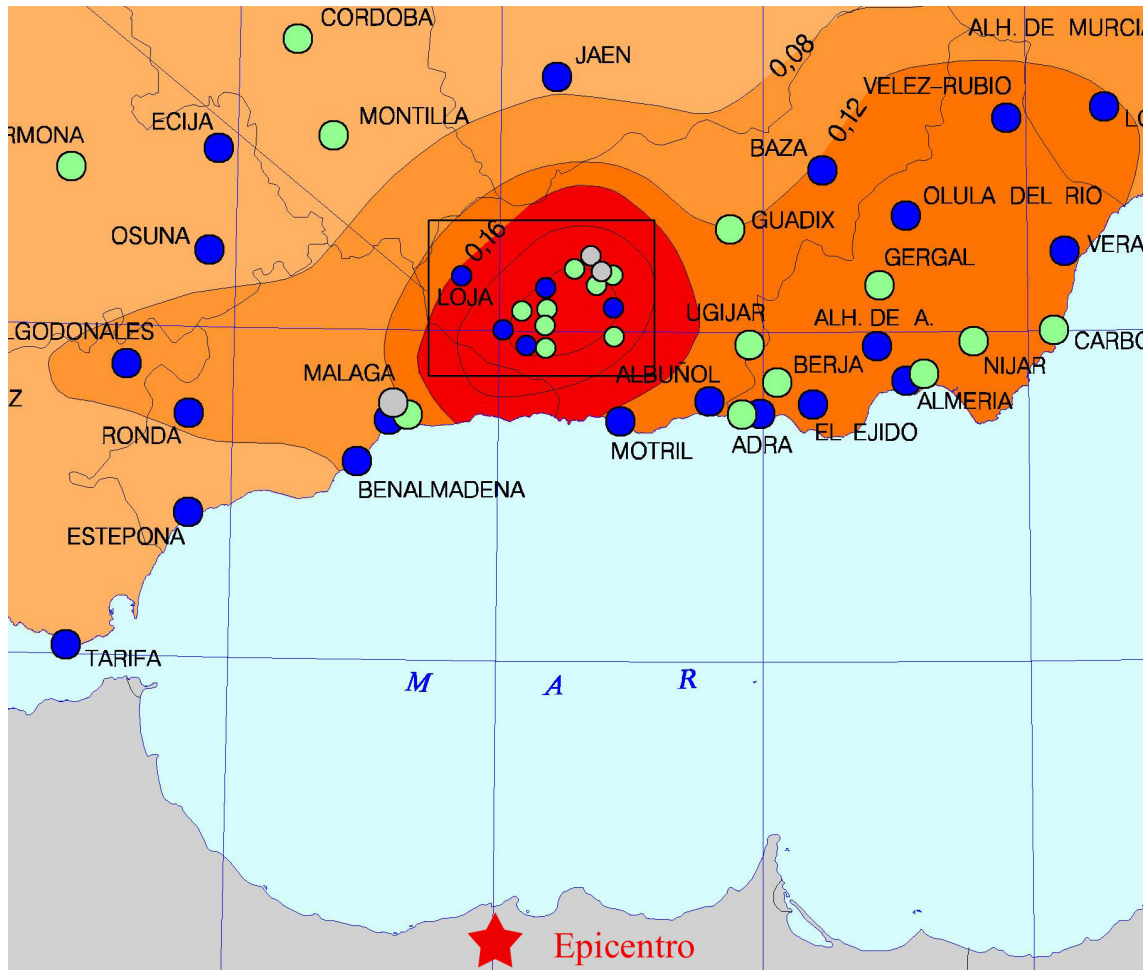 CORDOBA
ALH. DE MURCIA
0,08
JAEN
VELEZ-RUBIO
MONTILLA
ECIJA
0,12
LO
RMONA
BAZA
OLULA DEL RIO
GUADIX
OSUNA
0,16
VERA
GERGAL
LOJA
UGIJAR
ALH. DE A.
LGODONALES
CARBO
NIJAR
MALAGA
ALBUÑOL
BERJA
Z
ALMERIA
RONDA
MOTRIL
ADRA
EL EJIDO
BENALMADENA
ESTEPONA
TARIFA
M A R
Epicentro